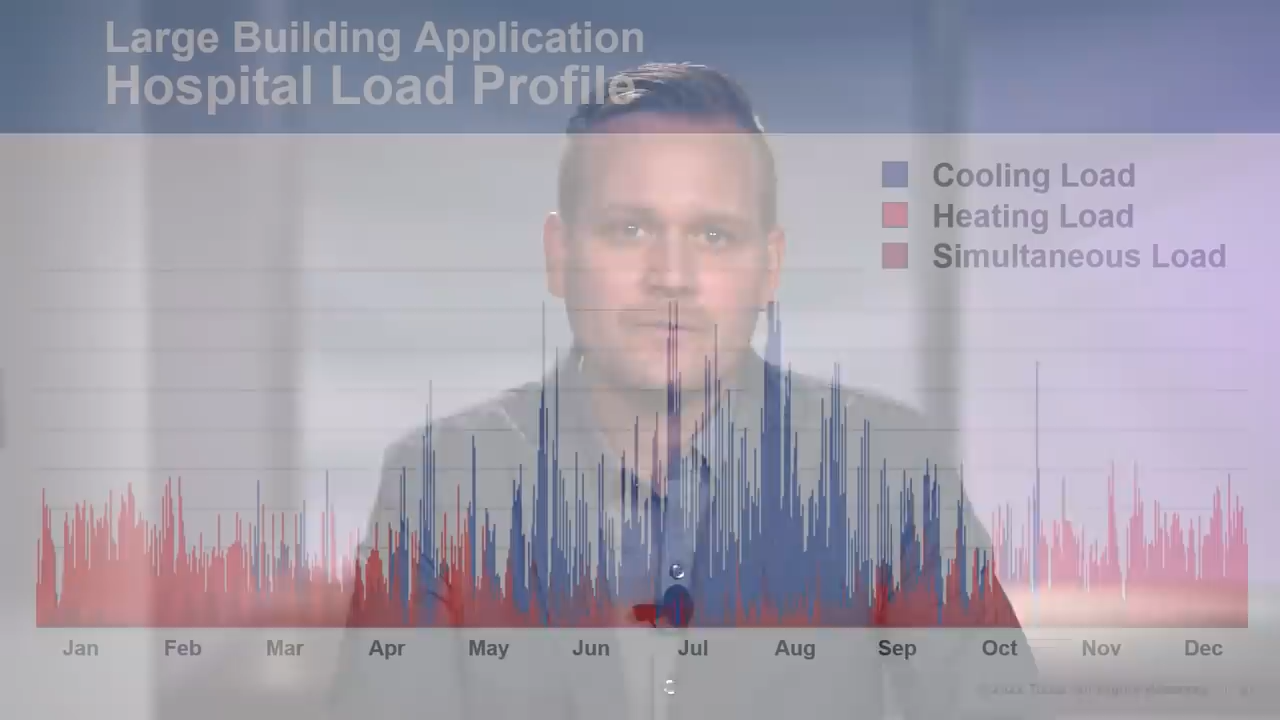 Large Building Application
Hospital Load Profile
Cooling Load
Heating Load
Simultaneous Load
Jan Feb Mar Apr May Jun Jul Aug Sep Oct Nov Dec